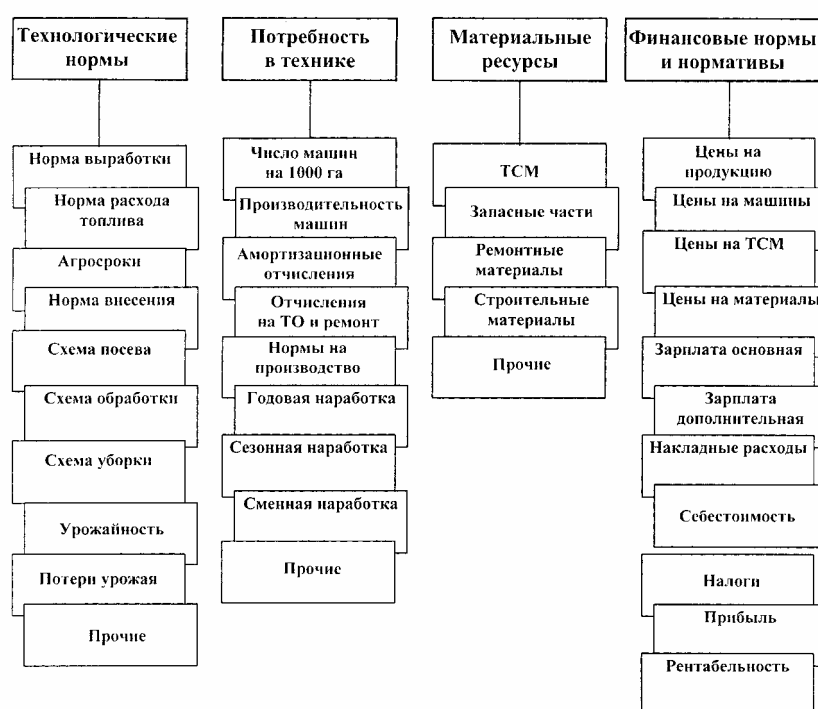 Технологические
нормы
Норма выработки
Норма расхода
топлива
Агросроки
Норма внесения
Схема посева
Схема обработки
Схема уборки
Урожайность
Потери урожая
Прочие
Потребность
в технике
Число машин
на 1000 га
Производительность
машин
Амортизационные
отчисления
Отчисления
на ТО и ремонт
Нормы на
производство
Годовая наработка
Сезонная наработка
Сменная наработка
Прочие
Материальные
ресурсы
ТСМ
Запасные части
Ремонтные
материалы
Строительные
материалы
Прочие
Финансовые нормы
и нормативы
Цены на
продукцию
Цены на машины
Цены на ТСМ
Цены на материалы
Зарплата основная
Зарплата
дополнительная
Накладные расходы
Себестоимость
Налоги
Прибыль
Рентабельность